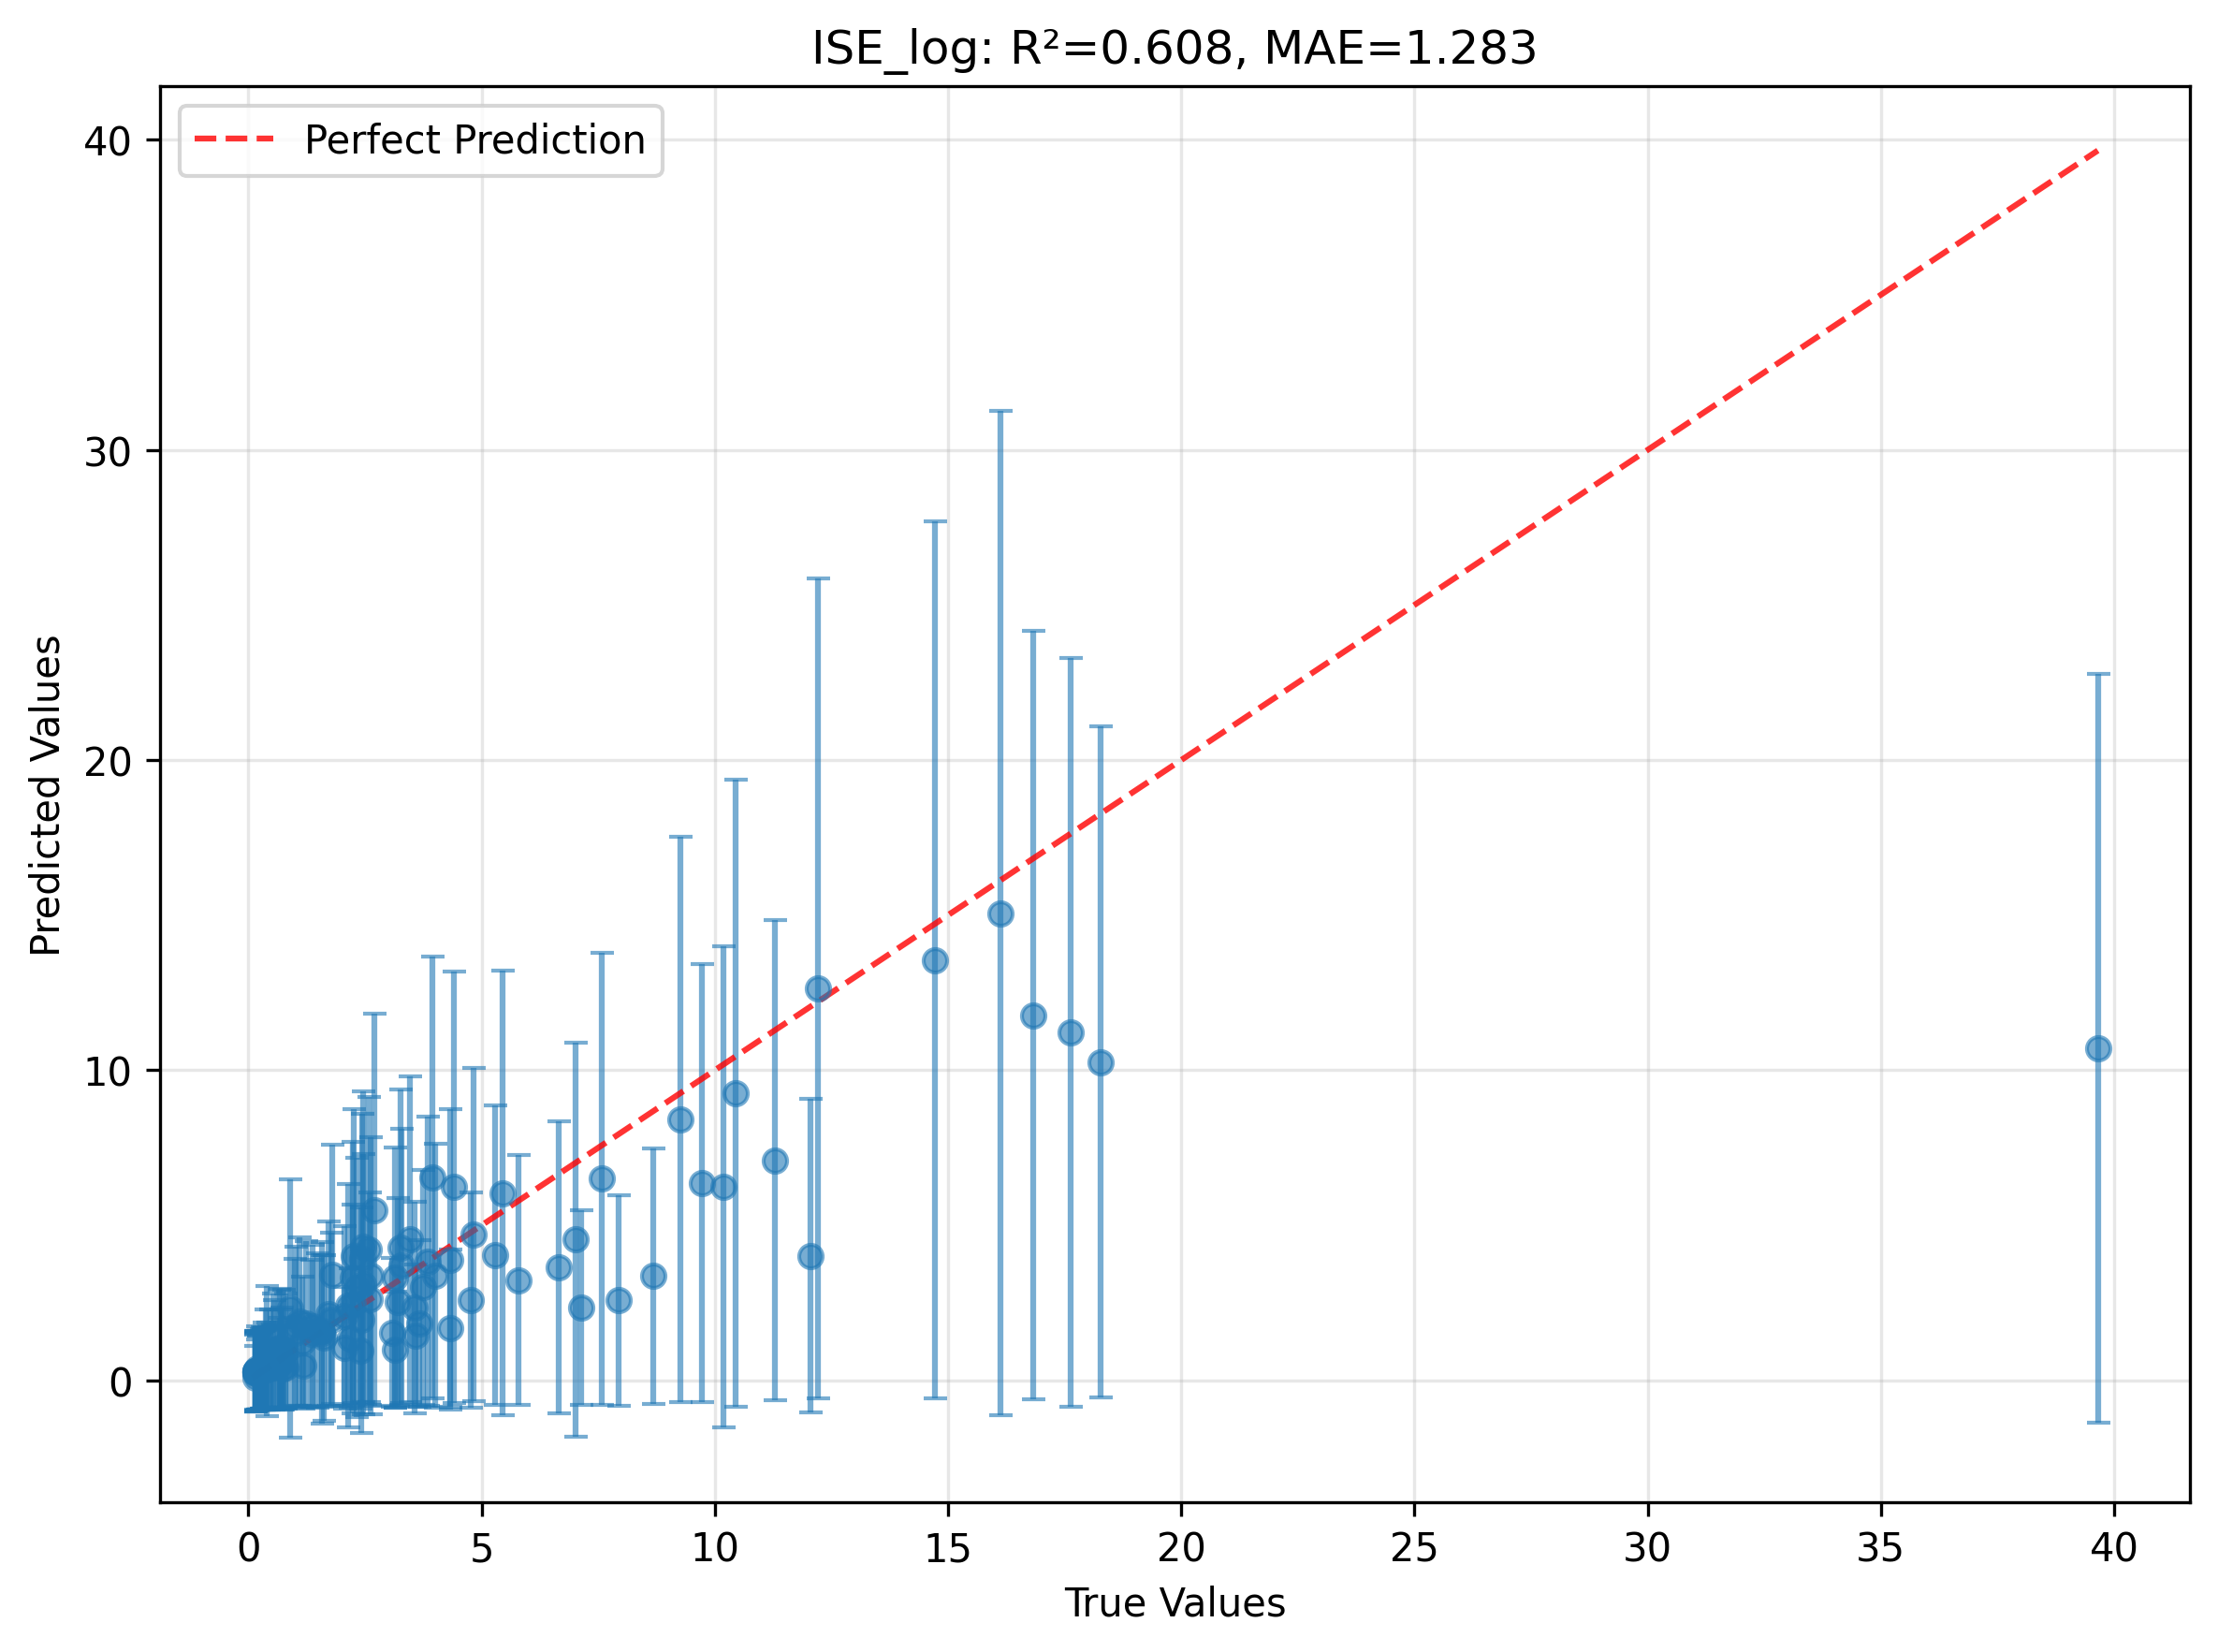 ISE_log: R²=0.608, MAE=1.283
Perfect Prediction
40
30
20
10
0
Predicted Values
0 5 10 15 20 25 30 35 40
True Values